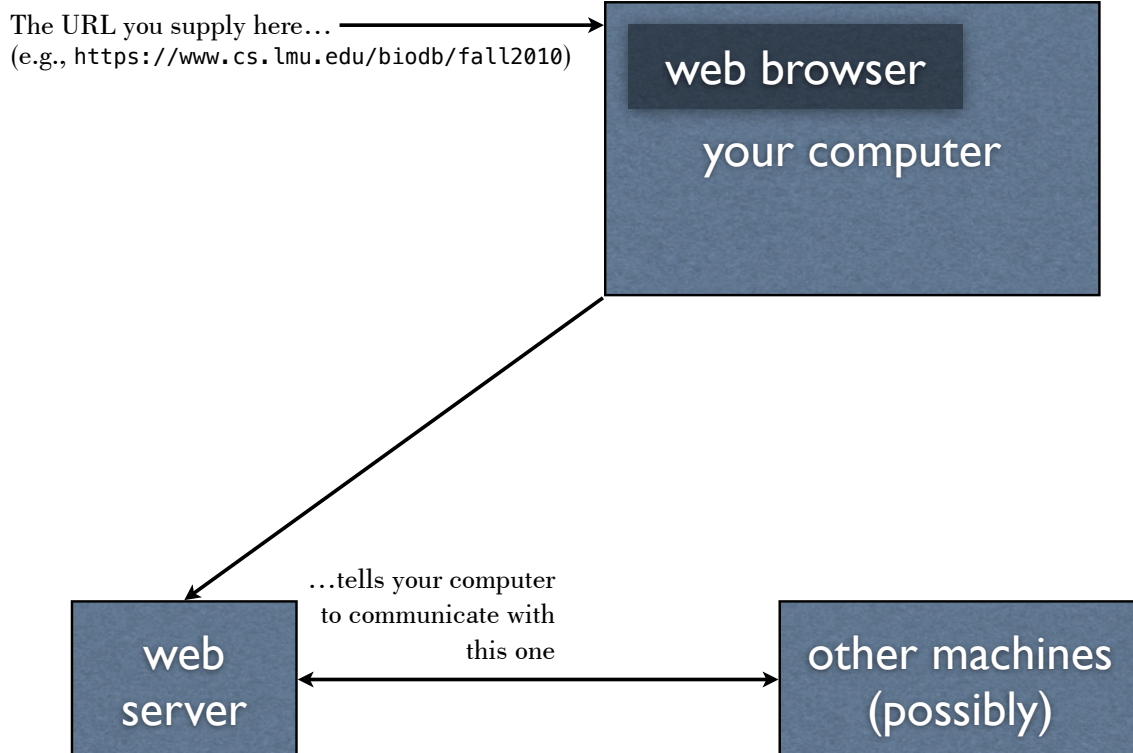 The URL you supply here…
(e.g., https://www.cs.lmu.edu/biodb/fall2010)
web browser
your computer
…tells your computer
to communicate with
this one
web
server
other machines
(possibly)